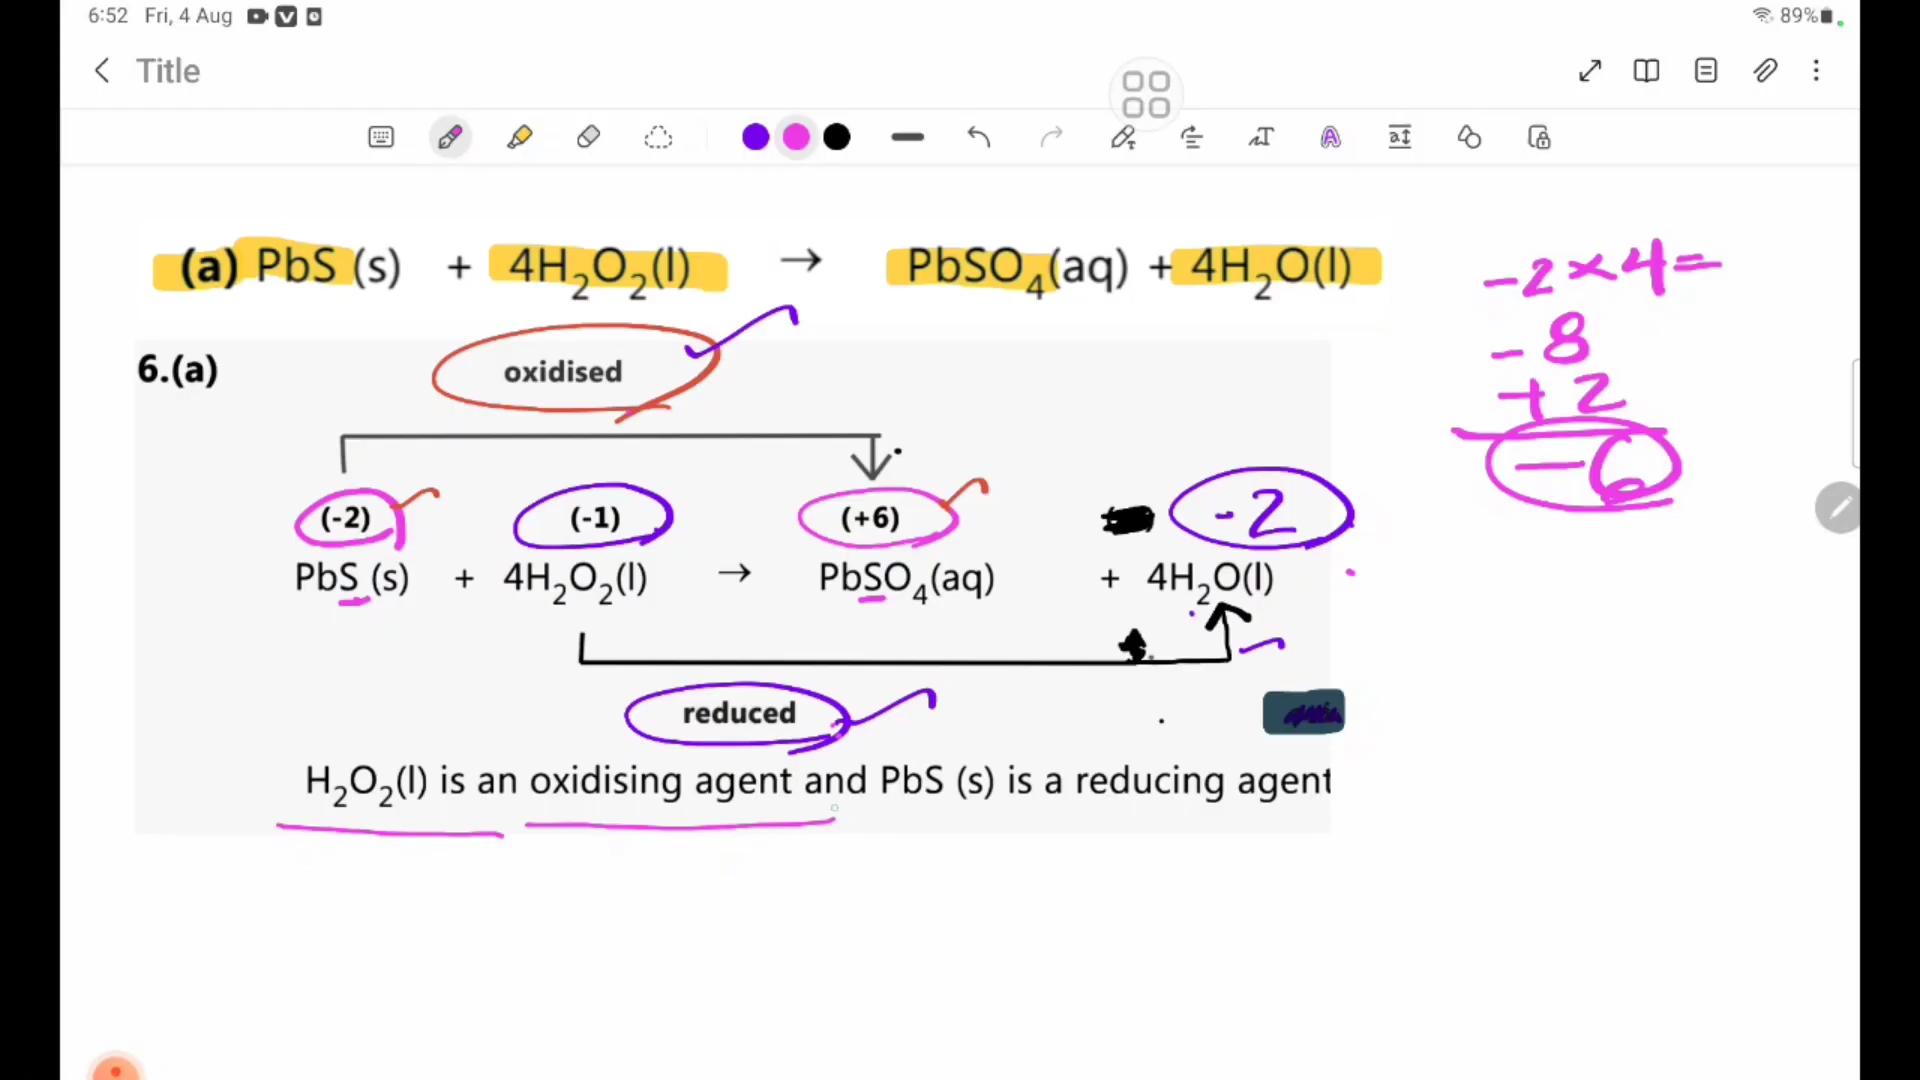 6:52 Fri, 4 Aug
89%
Title
(a) PbS (s) + 4H₂O₂(l) → PbSO₄(aq) + 4H₂O(l)
-2×4=
-8
+2
-6
6.(a)
oxidised
(-2) (-1) (+6) -2
PbS (s) + 4H₂O₂(l) → PbSO₄(aq) + 4H₂O(l)
reduced
H₂O₂(l) is an oxidising agent and PbS (s) is a reducing agent